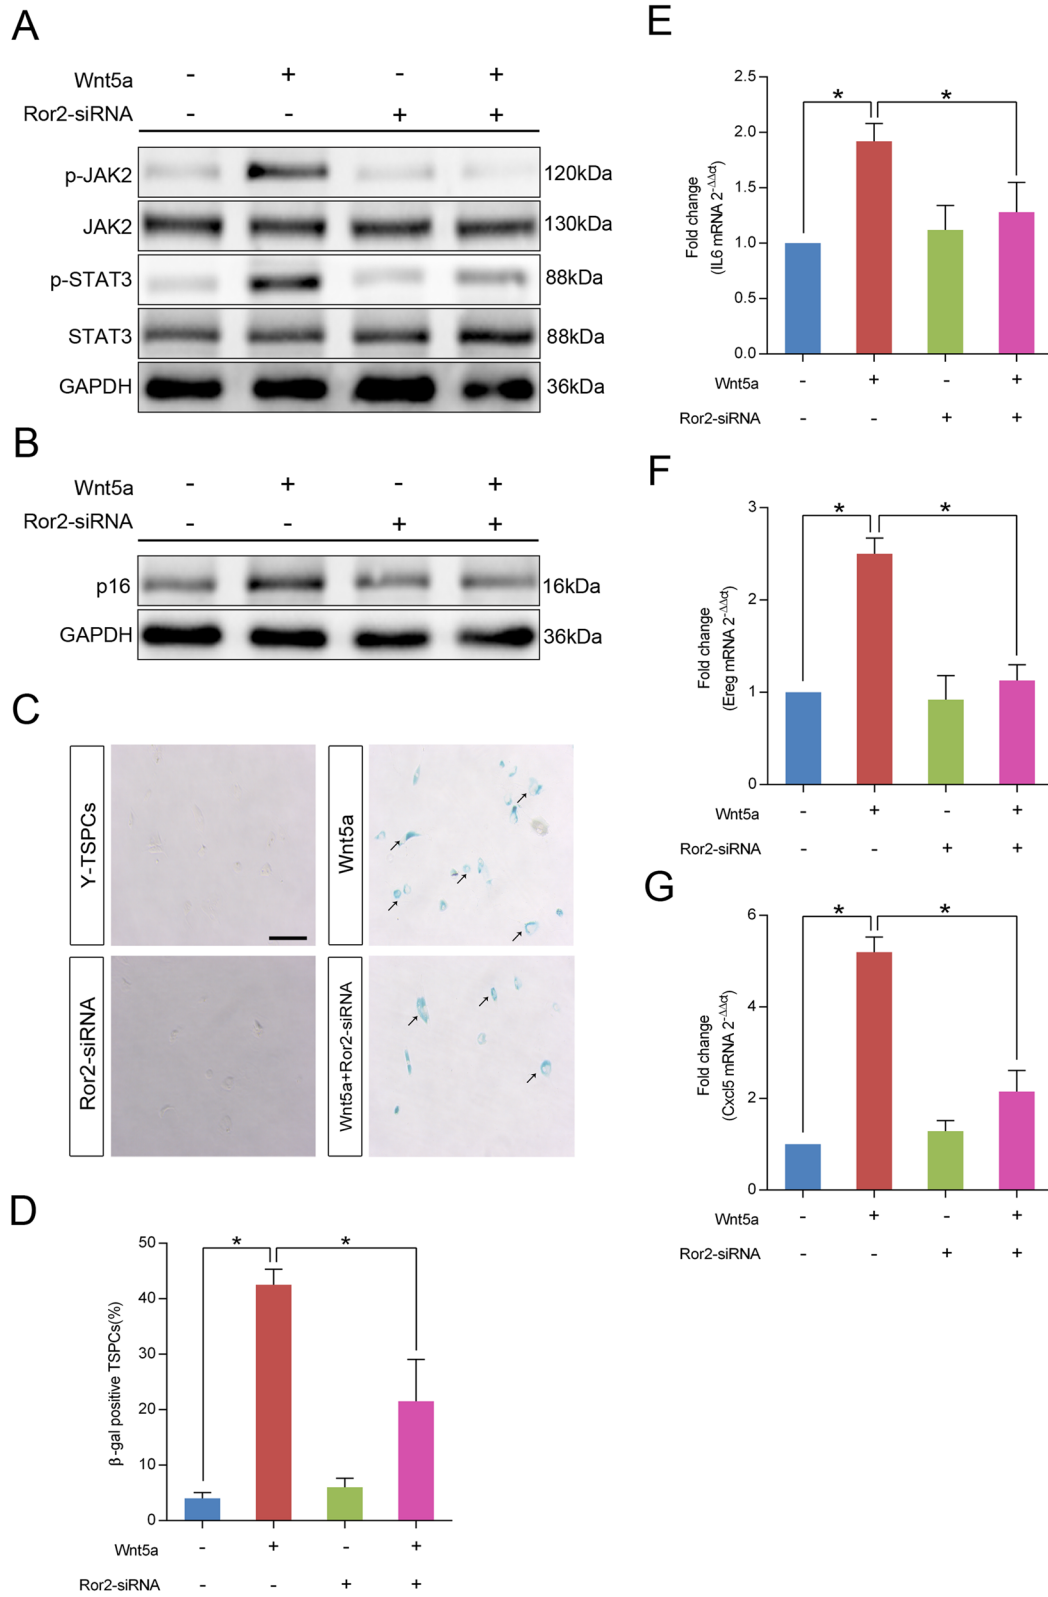 A
Wnt5a - + - +
Ror2-siRNA - - + +
p-JAK2 120kDa
JAK2 130kDa
p-STAT3 88kDa
STAT3 88kDa
GAPDH 36kDa
B
Wnt5a - + - +
Ror2-siRNA - - + +
p16 16kDa
GAPDH 36kDa
C
Y-TSPCs
Wnt5a
Ror2-siRNA
Wnt5a+Ror2-siRNA
D
β-gal positive TSPCs(%)
50
40
30
20
10
0
* *
Wnt5a - + - +
Ror2-siRNA - - + +
E
Fold change
(IL6 mRNA 2-ΔΔct)
2.5
2.0
1.5
1.0
0.5
0.0
* *
Wnt5a - + - +
Ror2-siRNA - - + +
F
Fold change
(Ereg mRNA 2-ΔΔct)
3
2
1
0
* *
Wnt5a - + - +
Ror2-siRNA - - + +
G
Fold change
(Cxcl5 mRNA 2-ΔΔct)
6
4
2
0
* *
Wnt5a - + - +
Ror2-siRNA - - + +